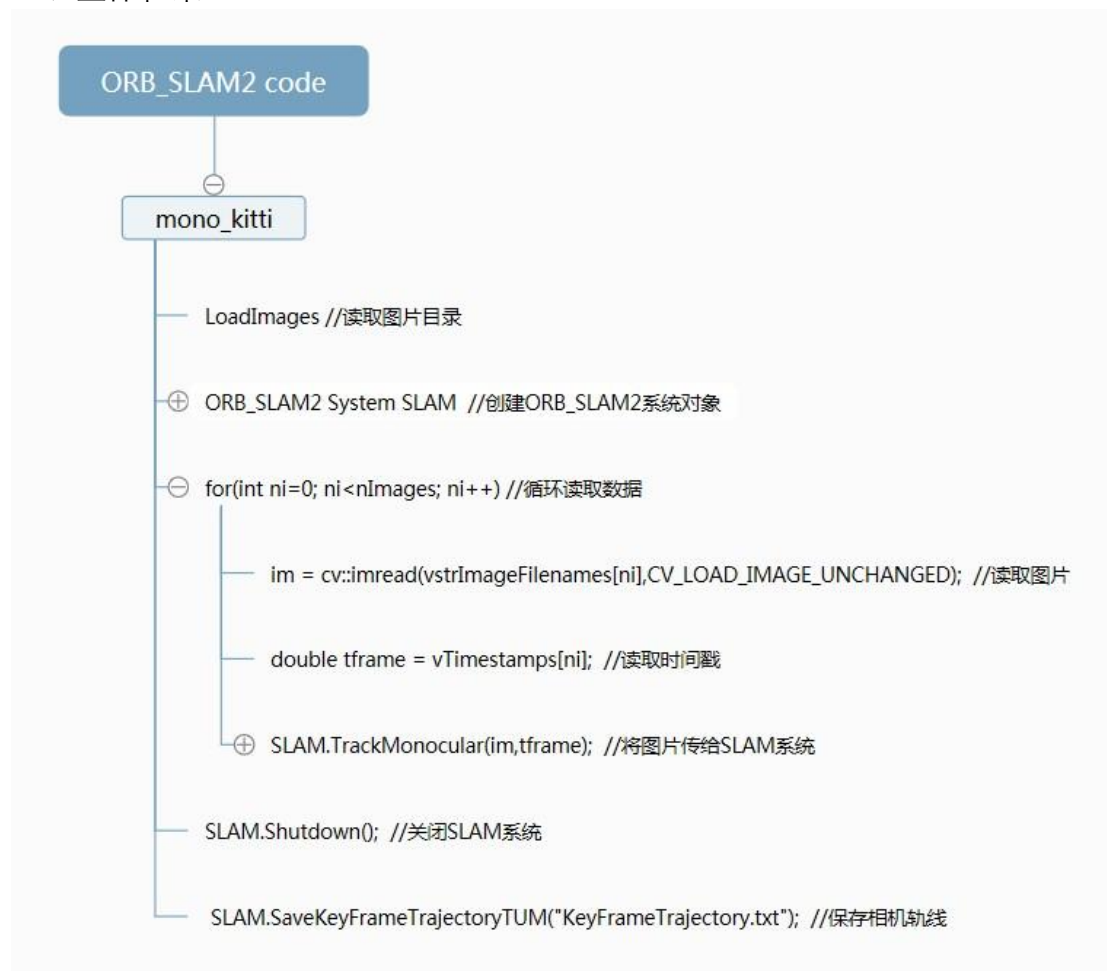 ORB_SLAM2 code
mono_kitti
LoadImages //读取图片目录
ORB_SLAM2 System SLAM //创建ORB_SLAM2系统对象
for(int ni=0; ni<nImages; ni++) //循环读取数据
im = cv::imread(vstrImageFilenames[ni],CV_LOAD_IMAGE_UNCHANGED); //读取图片
double tframe = vTimestamps[ni]; //读取时间戳
SLAM.TrackMonocular(im,tframe); //将图片传给SLAM系统
SLAM.Shutdown(); //关闭SLAM系统
SLAM.SaveKeyFrameTrajectoryTUM("KeyFrameTrajectory.txt"); //保存相机轨线